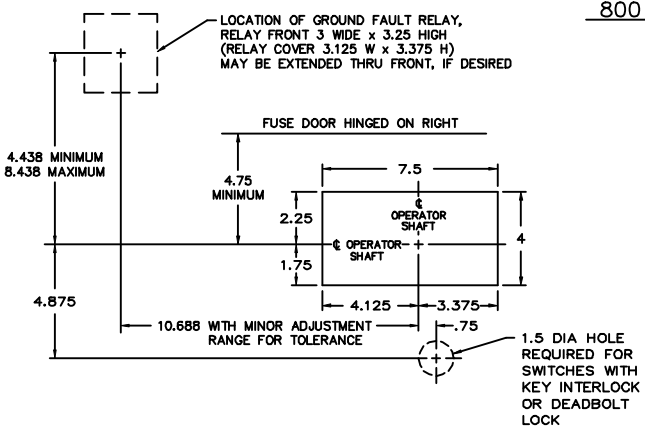 800
LOCATION OF GROUND FAULT RELAY,
RELAY FRONT 3 WIDE x 3.25 HIGH
(RELAY COVER 3.125 W x 3.375 H)
MAY BE EXTENDED THRU FRONT, IF DESIRED
FUSE DOOR HINGED ON RIGHT
4.438 MINIMUM
8.438 MAXIMUM
4.75
MINIMUM
7.5
2.25
℄
OPERATOR
SHAFT
℄ OPERATOR
SHAFT
4
1.75
4.875
4.125
3.375
10.688 WITH MINOR ADJUSTMENT
RANGE FOR TOLERANCE
.75
1.5 DIA HOLE
REQUIRED FOR
SWITCHES WITH
KEY INTERLOCK
OR DEADBOLT
LOCK